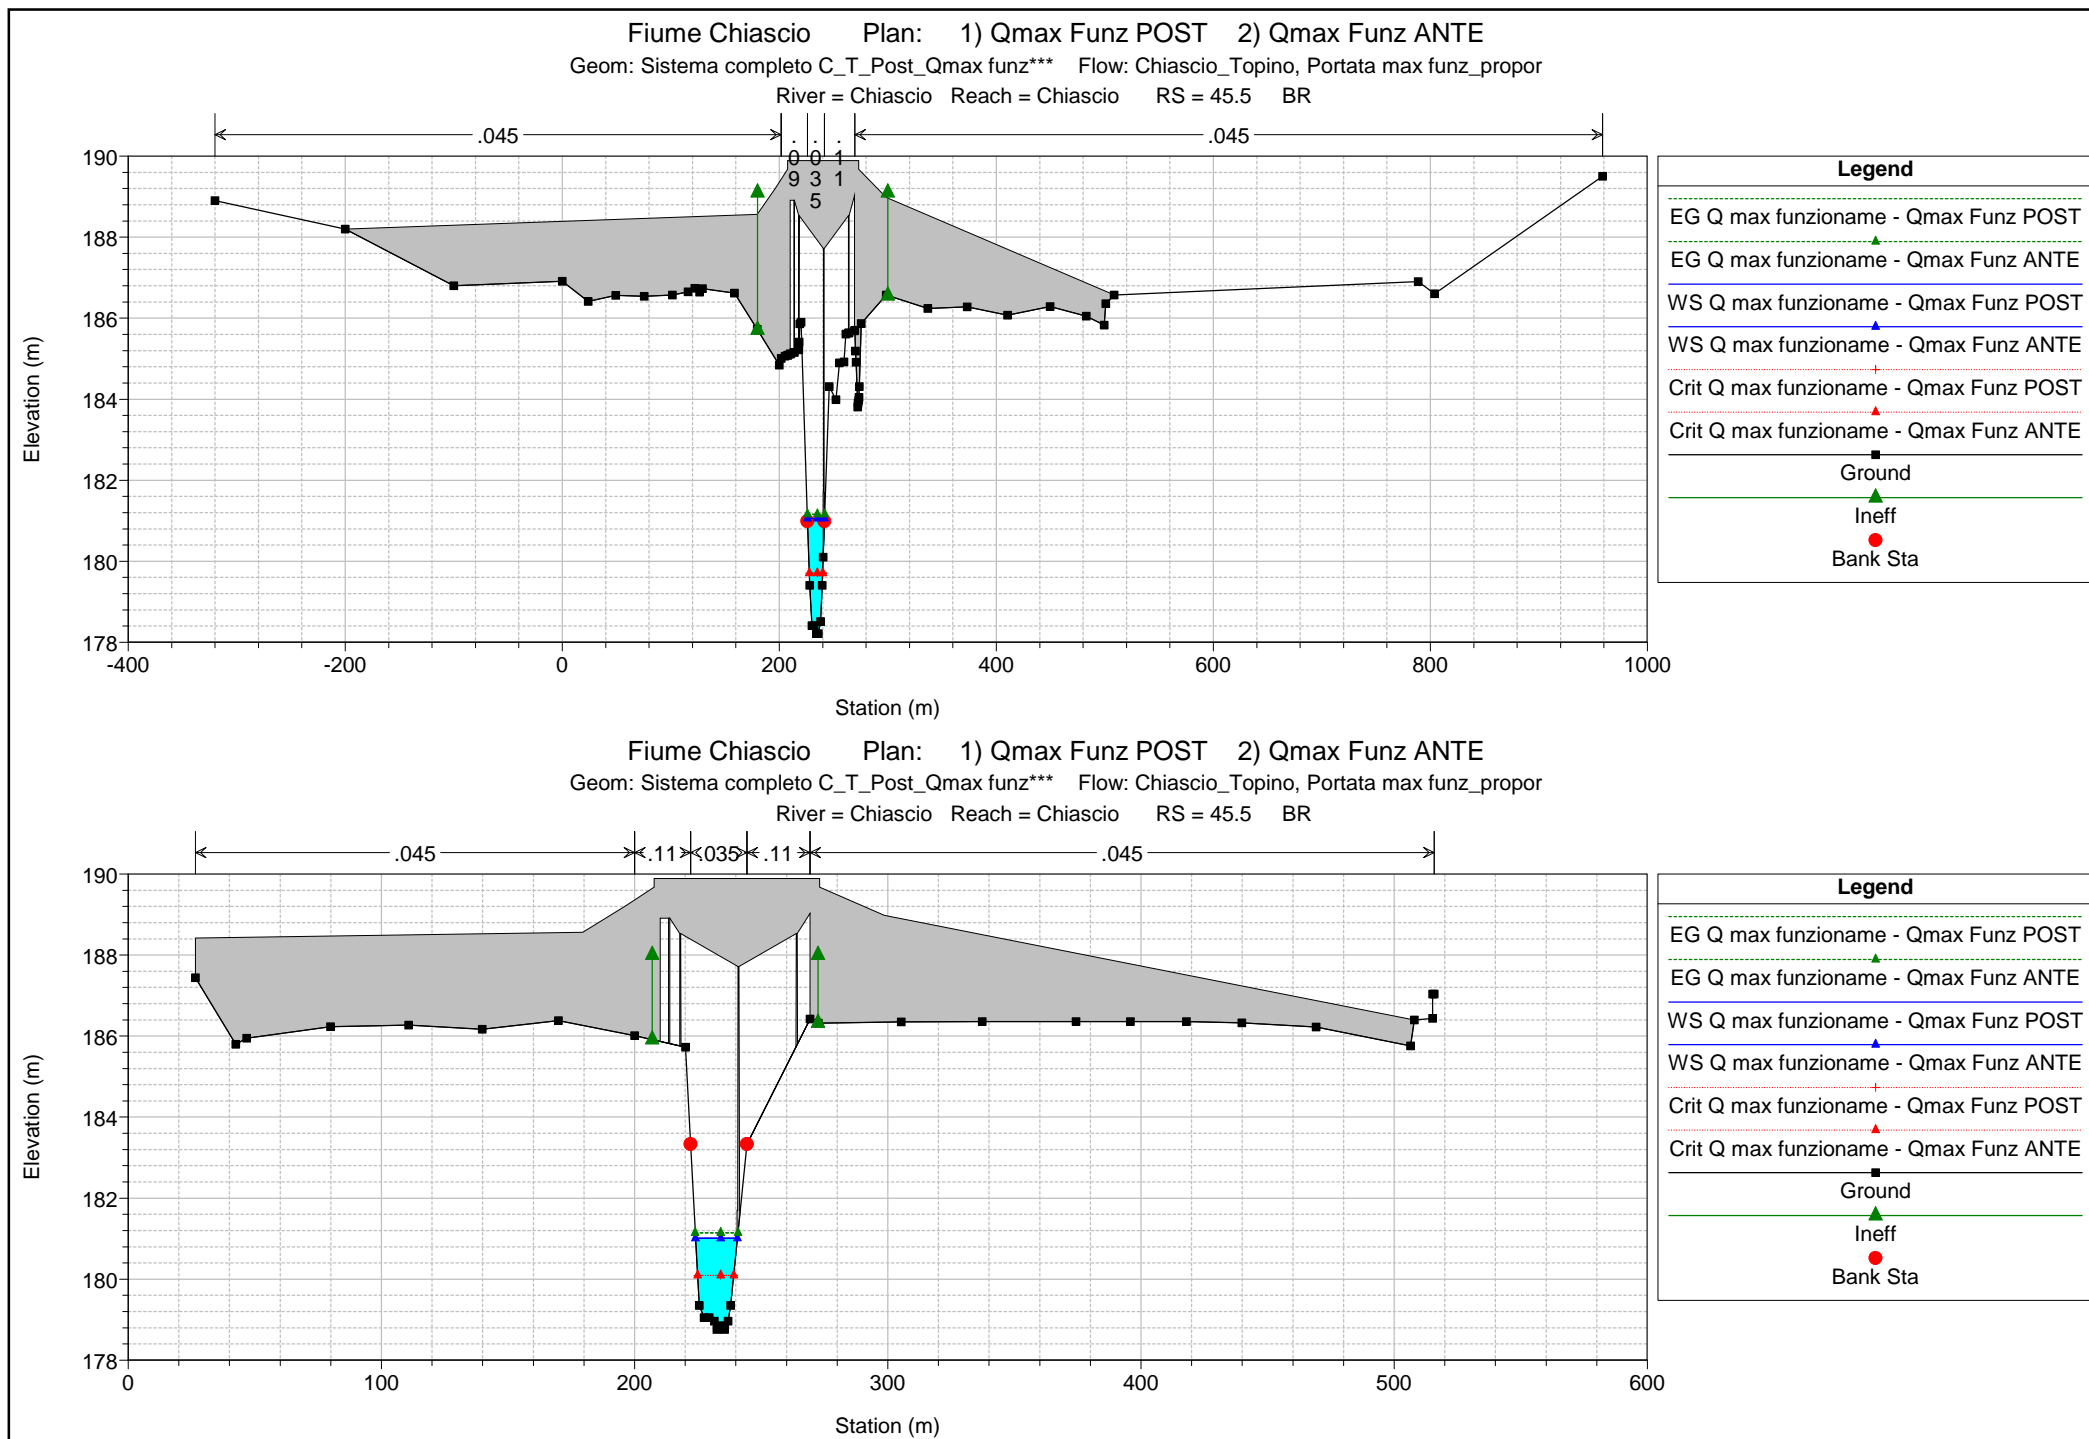 Fiume Chiascio Plan: 1) Qmax Funz POST 2) Qmax Funz ANTE
Geom: Sistema completo C_T_Post_Qmax funz*** Flow: Chiascio_Topino, Portata max funz_propor
River = Chiascio Reach = Chiascio RS = 45.5 BR
.045
.09
.035
.11
.045
190
188
186
184
182
180
178
Elevation (m)
-400
-200
0
200
400
600
800
1000
Station (m)
Legend
EG Q max funzioname - Qmax Funz POST
EG Q max funzioname - Qmax Funz ANTE
WS Q max funzioname - Qmax Funz POST
WS Q max funzioname - Qmax Funz ANTE
Crit Q max funzioname - Qmax Funz POST
Crit Q max funzioname - Qmax Funz ANTE
Ground
Ineff
Bank Sta
Fiume Chiascio Plan: 1) Qmax Funz POST 2) Qmax Funz ANTE
Geom: Sistema completo C_T_Post_Qmax funz*** Flow: Chiascio_Topino, Portata max funz_propor
River = Chiascio Reach = Chiascio RS = 45.5 BR
.045
.11
.035
.11
.045
190
188
186
184
182
180
178
Elevation (m)
0
100
200
300
400
500
600
Station (m)
Legend
EG Q max funzioname - Qmax Funz POST
EG Q max funzioname - Qmax Funz ANTE
WS Q max funzioname - Qmax Funz POST
WS Q max funzioname - Qmax Funz ANTE
Crit Q max funzioname - Qmax Funz POST
Crit Q max funzioname - Qmax Funz ANTE
Ground
Ineff
Bank Sta